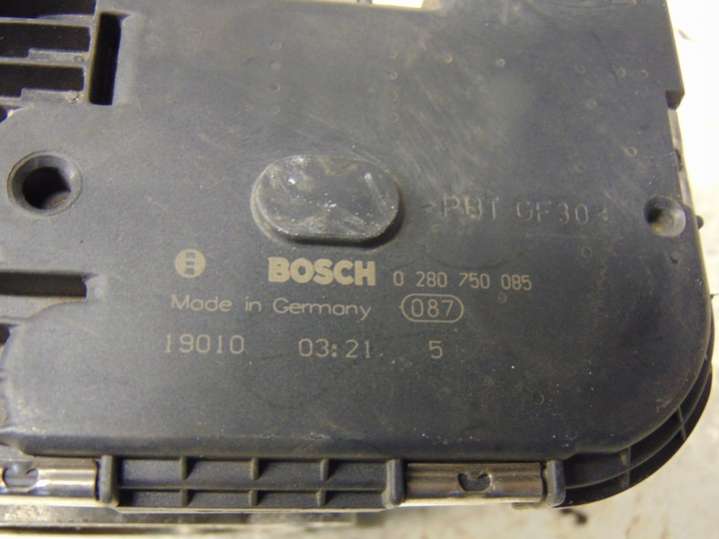 >PBT GF30<
BOSCH 0 280 750 085
Made in Germany 087
19010 03:21 5